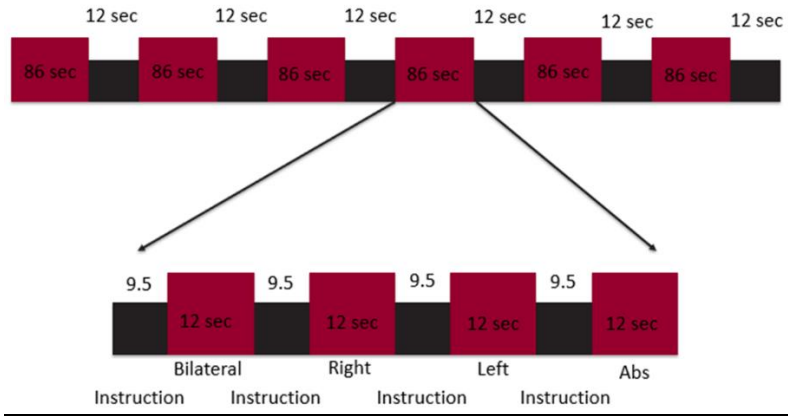 12 sec 12 sec 12 sec 12 sec 12 sec 12 sec
86 sec 86 sec 86 sec 86 sec 86 sec 86 sec
9.5 9.5 9.5 9.5
12 sec 12 sec 12 sec 12 sec
Bilateral Right Left Abs
Instruction Instruction Instruction Instruction